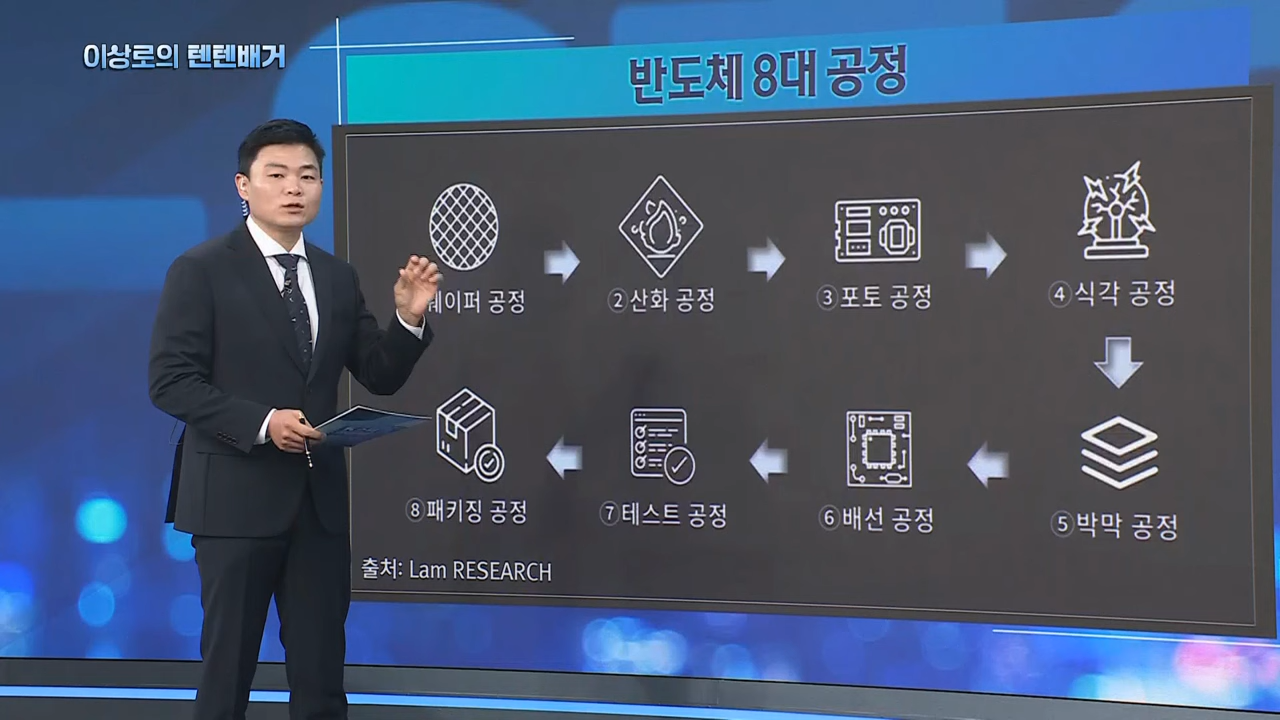 이상로의 텐텐배거
반도체 8대 공정
웨이퍼 공정
②산화 공정
③포토 공정
④식각 공정
⑧패키징 공정
⑦테스트 공정
⑥배선 공정
⑤박막 공정
출처: Lam RESEARCH